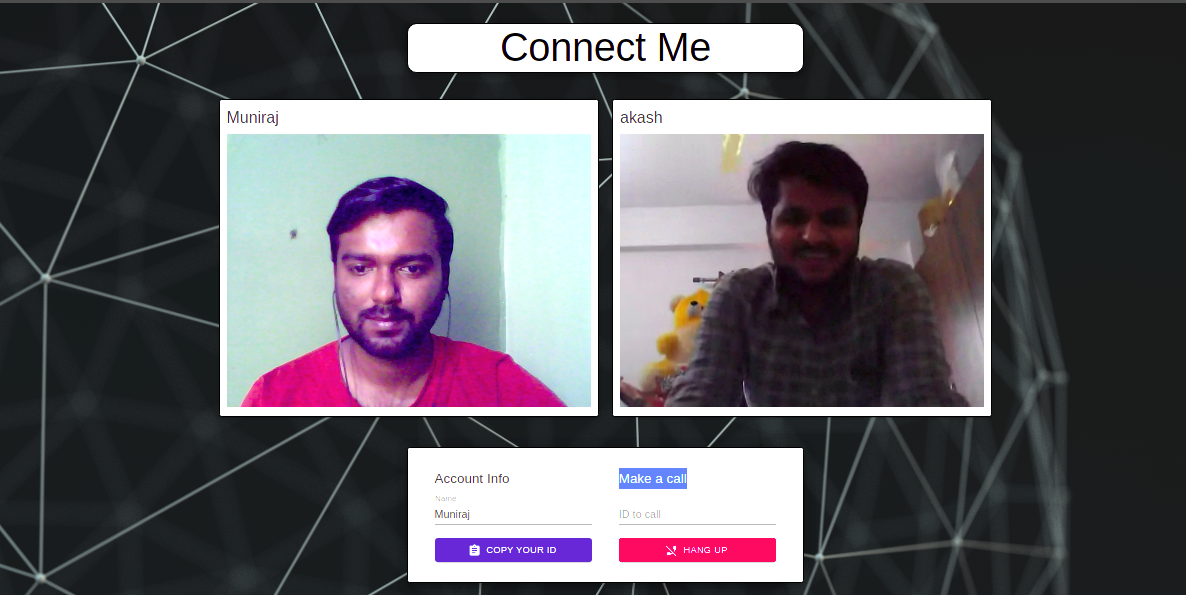 Connect Me
Muniraj
akash
Account Info
Make a call
Name
Muniraj
ID to call
COPY YOUR ID
HANG UP